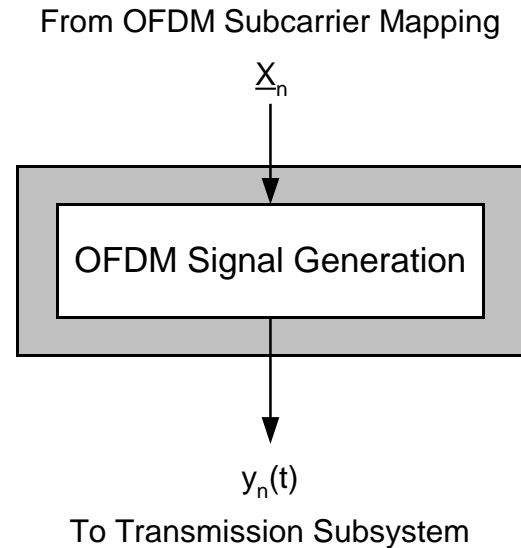 From OFDM Subcarrier Mapping
X_n
OFDM Signal Generation
y_n(t)
To Transmission Subsystem